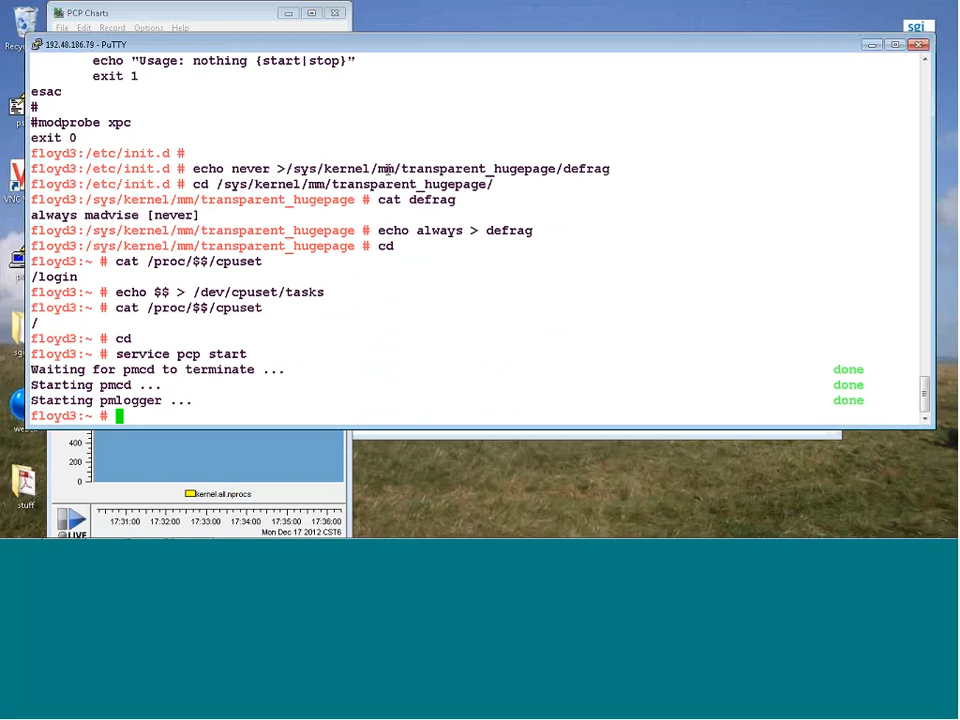 PCP Charts
File Edit Record Options Help
sgi
192.48.186.79 - PuTTY
echo "Usage: nothing {start|stop}"
exit 1
esac
#
#modprobe xpc
exit 0
floyd3:/etc/init.d #
floyd3:/etc/init.d # echo never >/sys/kernel/mm/transparent_hugepage/defrag
floyd3:/etc/init.d # cd /sys/kernel/mm/transparent_hugepage/
floyd3:/sys/kernel/mm/transparent_hugepage # cat defrag
always madvise [never]
floyd3:/sys/kernel/mm/transparent_hugepage # echo always > defrag
floyd3:/sys/kernel/mm/transparent_hugepage # cd
floyd3:~ # cat /proc/$$/cpuset
/login
floyd3:~ # echo $$ > /dev/cpuset/tasks
floyd3:~ # cat /proc/$$/cpuset
/
floyd3:~ # cd
floyd3:~ # service pcp start
Waiting for pmcd to terminate ... done
Starting pmcd ... done
Starting pmlogger ... done
floyd3:~ #
400
200
0
kernel.all.nprocs
stuff
17:31:00 17:32:00 17:33:00 17:34:00 17:35:00 17:36:00
LIVE
Mon Dec 17 2012 CST6